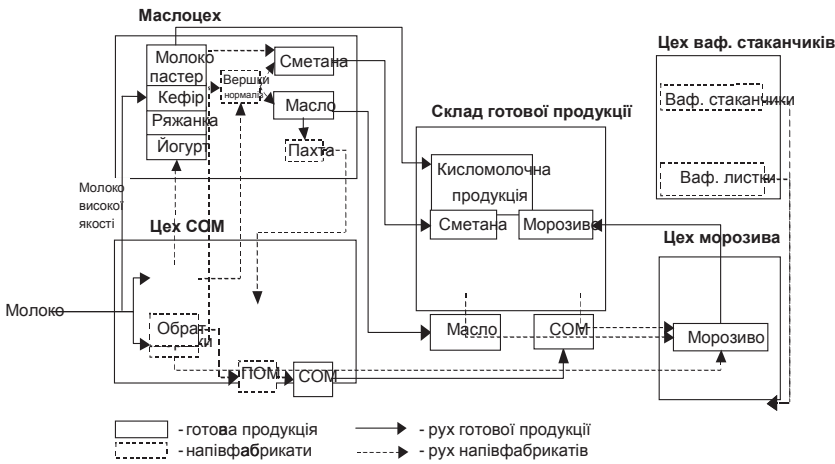 Маслоцех
Цех ваф. стаканчиків
Молоко
пастер
Кефір
Ряжанка
Йогурт
Вершки
нормаліз
Сметана
Масло
Пахта
Склад готової продукції
Ваф. стаканчики
Ваф. листки
Кисломолочна
продукція
Сметана
Морозиво
Молоко
високої
якості
Цех СОМ
Цех морозива
Молоко
Обрат
Масло
СОМ
Морозиво
ПОМ
СОМ
- готова продукція
- рух готової продукції
- напівфабрикати
- рух напівфабрикатів